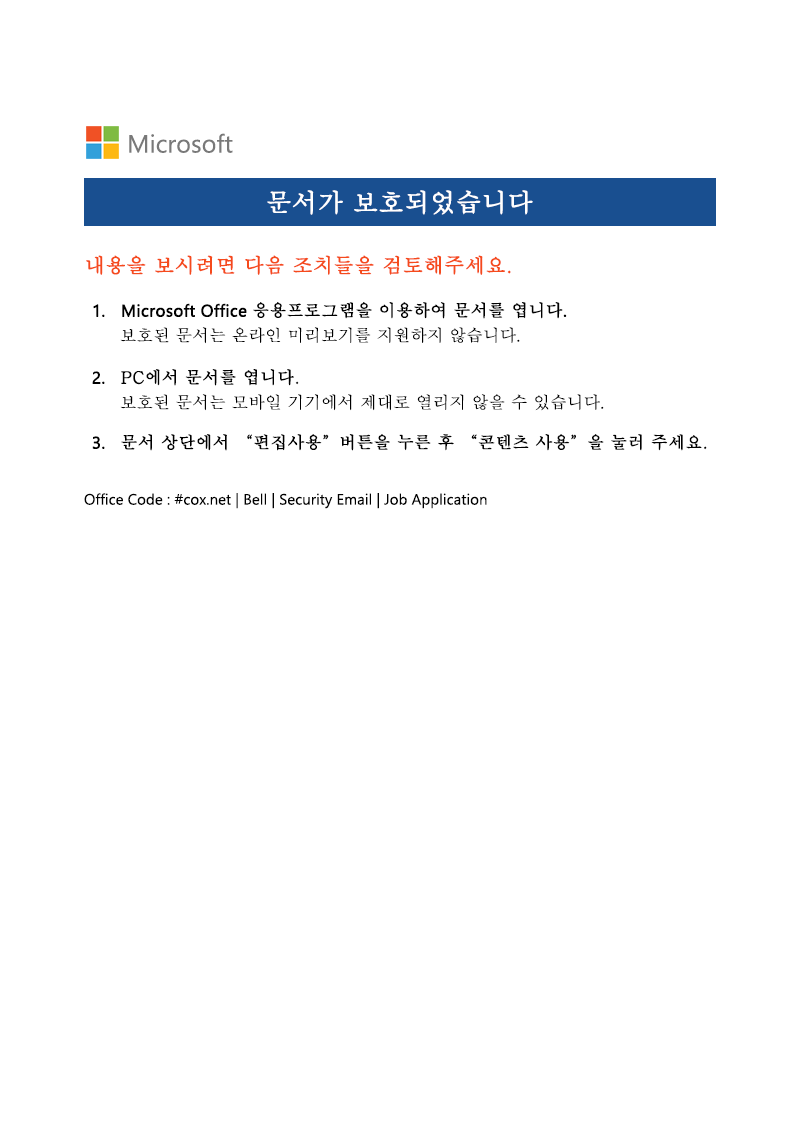 Microsoft
문서가 보호되었습니다
내용을 보시려면 다음 조치들을 검토해주세요.
1. Microsoft Office 응용프로그램을 이용하여 문서를 엽니다.
보호된 문서는 온라인 미리보기를 지원하지 않습니다.
2. PC에서 문서를 엽니다.
보호된 문서는 모바일 기기에서 제대로 열리지 않을 수 있습니다.
3. 문서 상단에서 “편집사용” 버튼을 누른 후 “콘텐츠 사용” 을 눌러 주세요.
Office Code : #cox.net | Bell | Security Email | Job Application